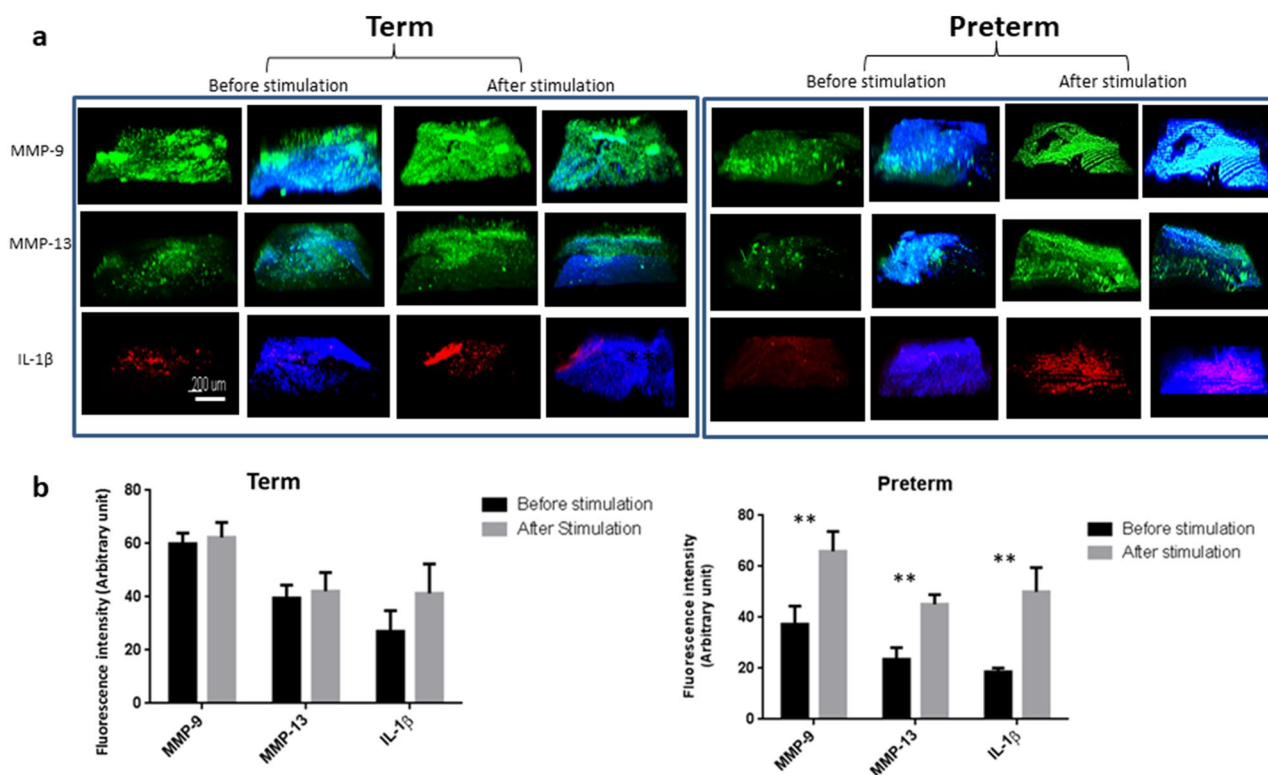 a
Term
Preterm
Before stimulation
After stimulation
Before stimulation
After stimulation
MMP-9
MMP-13
IL-1β
200 um
**
b
Term
Fluorescence intensity (Arbitrary unit)
80
60
40
20
0
MMP-9
MMP-13
IL-1β
Before stimulation
After Stimulation
Preterm
Fluorescence intensity
(Arbitrary unit)
80
60
40
20
0
**
**
**
MMP-9
MMP-13
IL-1β
Before stimulation
After stimulation